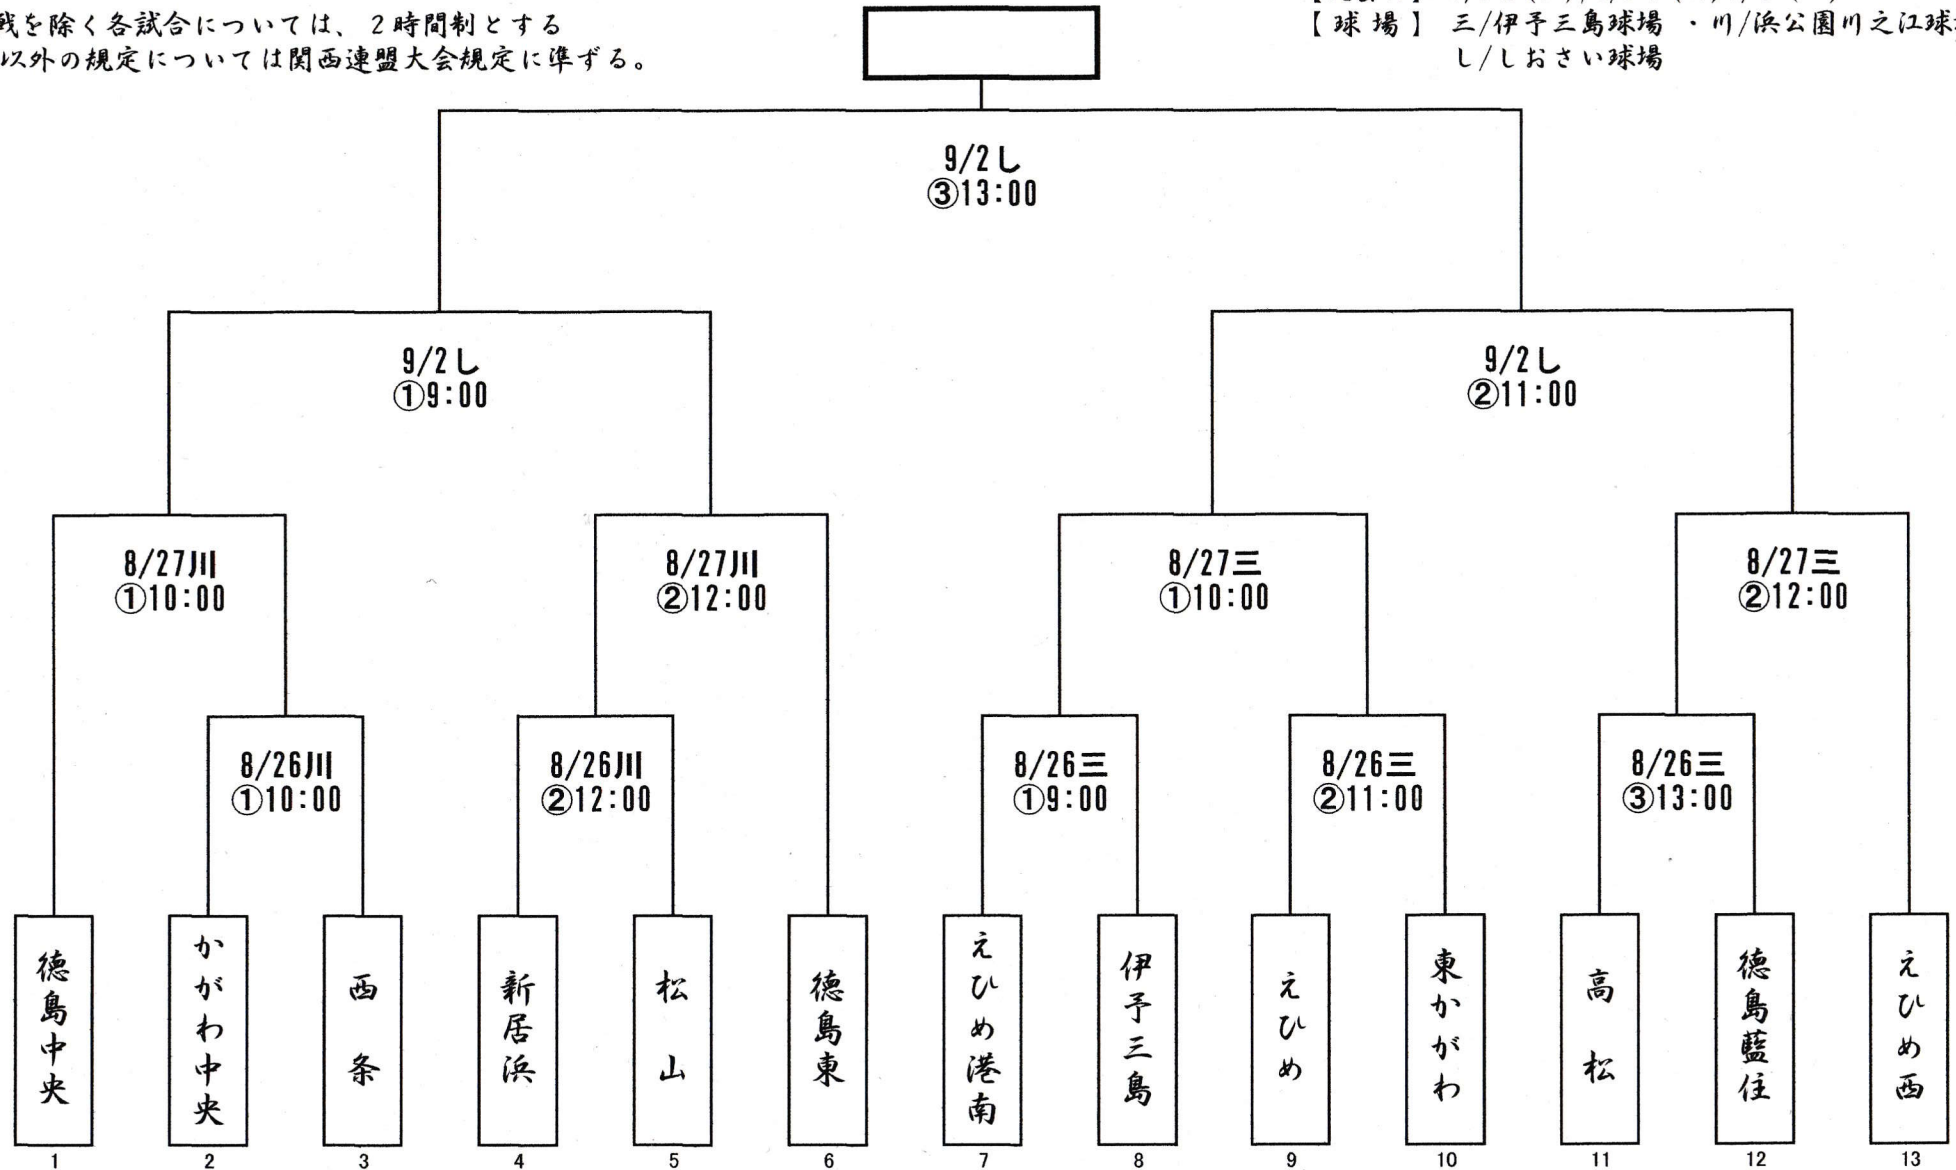 戦を除く各試合については、2時間制とする
以外の規定については関西連盟大会規定に準ずる。
【球場】 三/伊予三島球場 ・川/浜公園川之江球
し/しおさい球場
9/2し
③13:00
9/2し
①9:00
9/2し
②11:00
8/27川
①10:00
8/27川
②12:00
8/27三
①10:00
8/27三
②12:00
8/26川
①10:00
8/26川
②12:00
8/26三
①9:00
8/26三
②11:00
8/26三
③13:00
徳島中央
かがわ中央
西条
新居浜
松山
徳島東
えひめ港南
伊予三島
えひめ
東かがわ
高松
徳島藍住
えひめ西
1 2 3 4 5 6 7 8 9 10 11 12 13